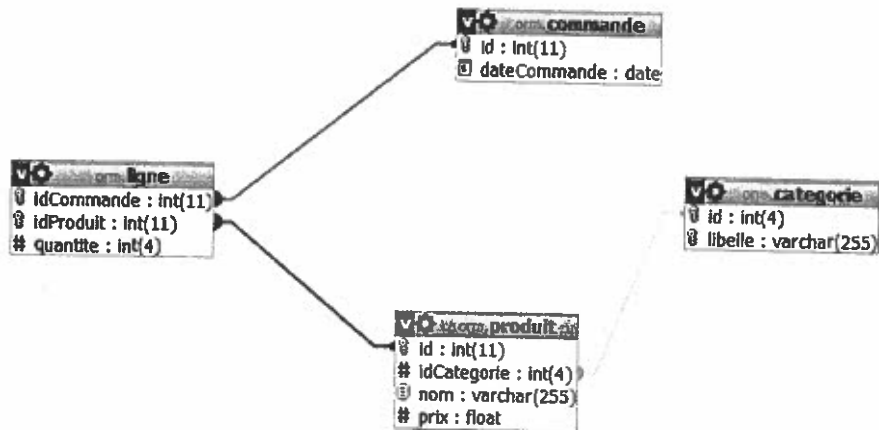 commande
id : int(11)
dateCommande : date
ligne
idCommande : int(11)
idProduit : int(11)
# quantite : int(4)
categorie
id : int(4)
libelle : varchar(255)
produit
id : int(11)
# idCategorie : int(4)
nom : varchar(255)
# prix : float